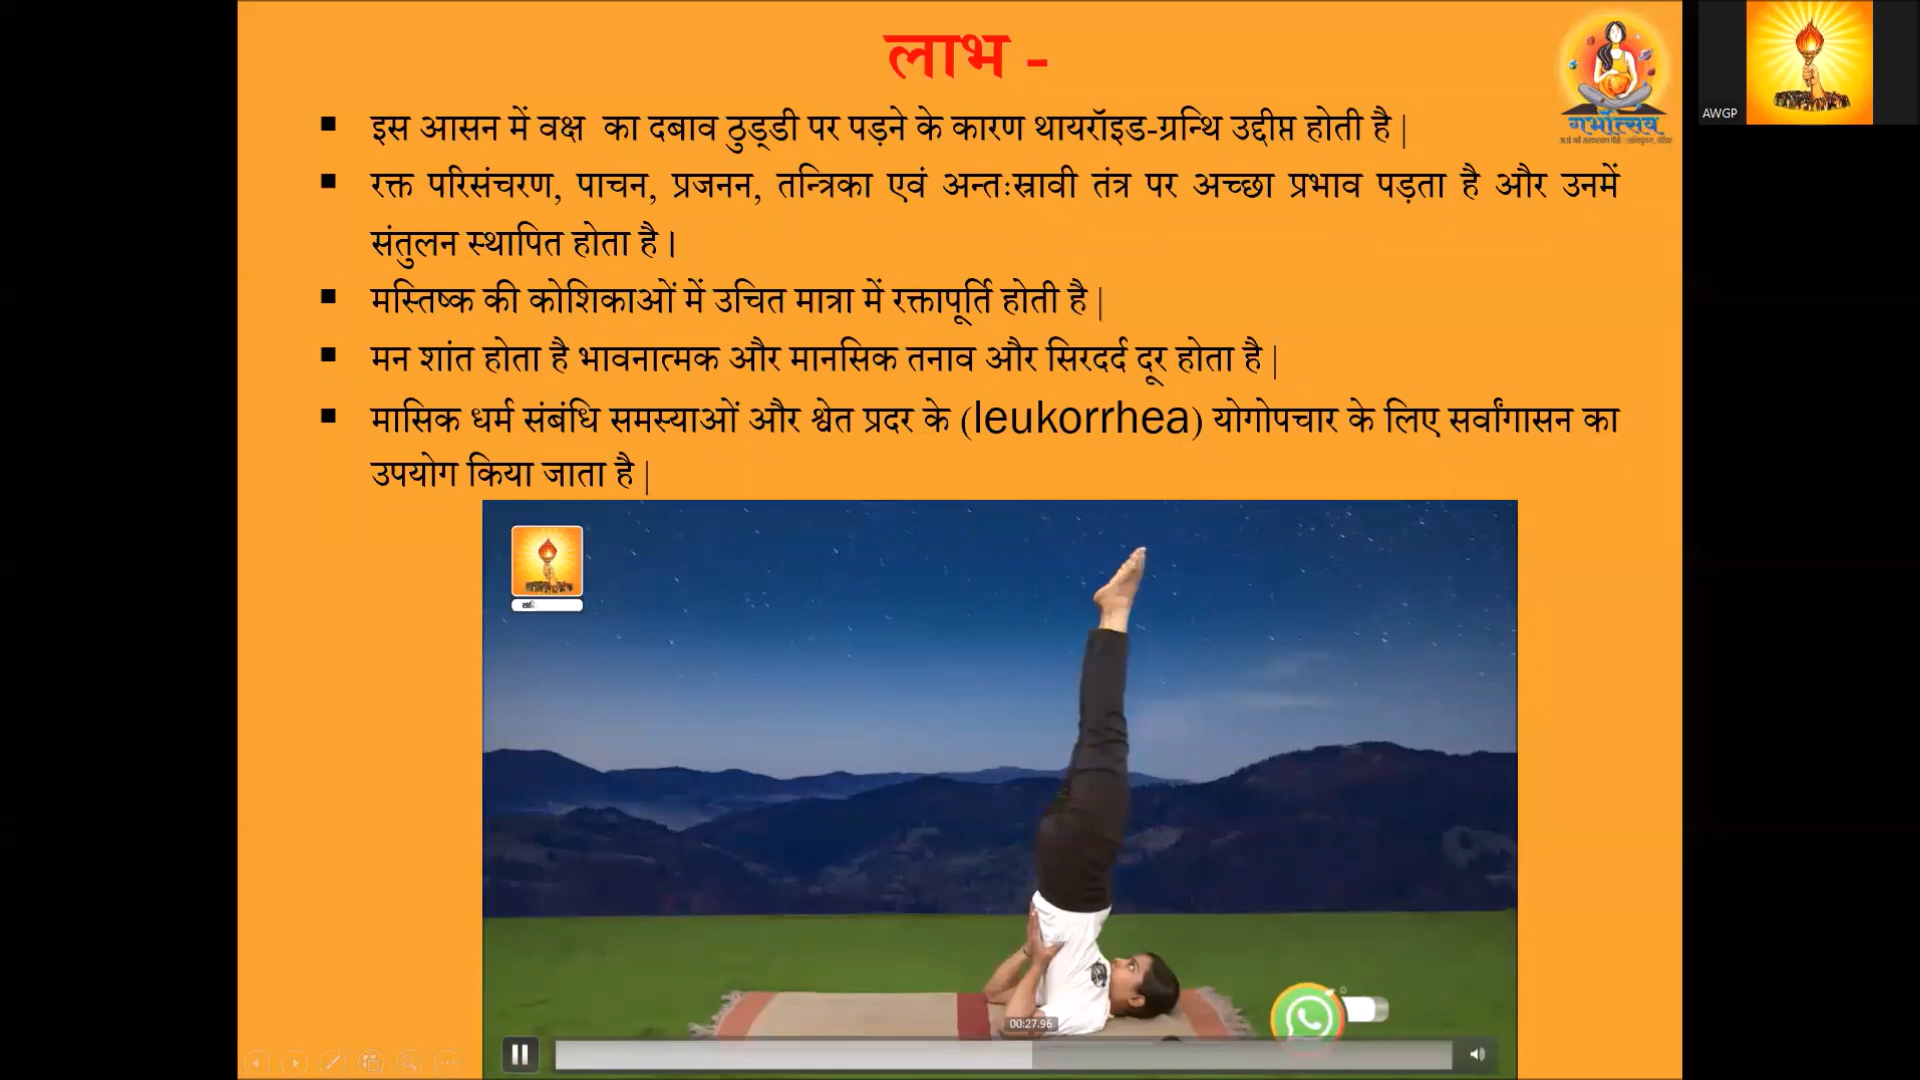 लाभ -
▪ इस आसन में वक्ष का दबाव ठुड्डी पर पड़ने के कारण थायरॉइड-ग्रन्थि उद्दीप्त होती है |
▪ रक्त परिसंचरण, पाचन, प्रजनन, तन्त्रिका एवं अन्तःस्रावी तंत्र पर अच्छा प्रभाव पड़ता है और उनमें
संतुलन स्थापित होता है।
▪ मस्तिष्क की कोशिकाओं में उचित मात्रा में रक्तापूर्ति होती है |
▪ मन शांत होता है भावनात्मक और मानसिक तनाव और सिरदर्द दूर होता है |
▪ मासिक धर्म संबंधि समस्याओं और श्वेत प्रदर के (leukorrhea) योगोपचार के लिए सर्वांगासन का
उपयोग किया जाता है |
गर्भोत्सव
AWGP
00:27.96